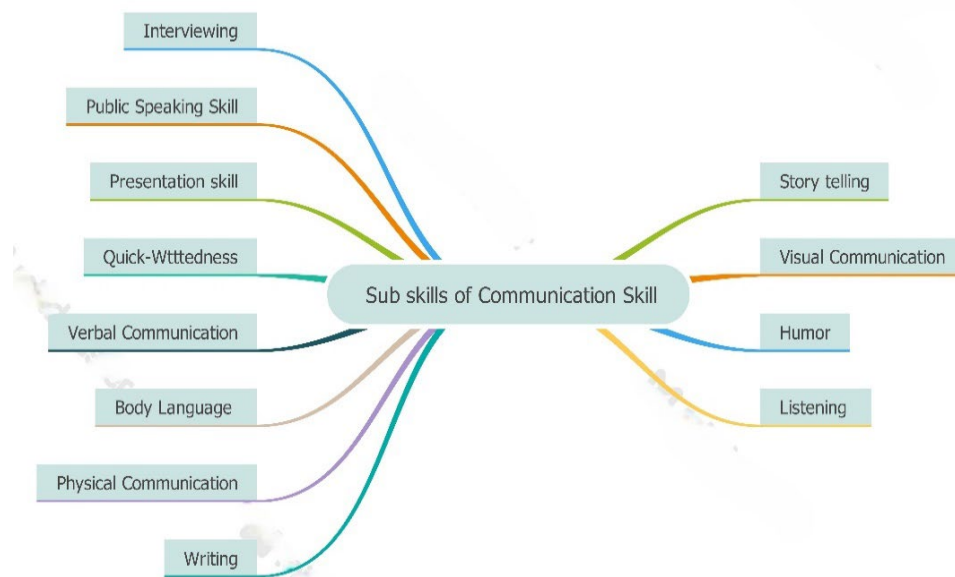 Interviewing
Public Speaking Skill
Presentation skill
Quick-Wtttedness
Verbal Communication
Body Language
Physical Communication
Writing
Sub skills of Communication Skill
Story telling
Visual Communication
Humor
Listening